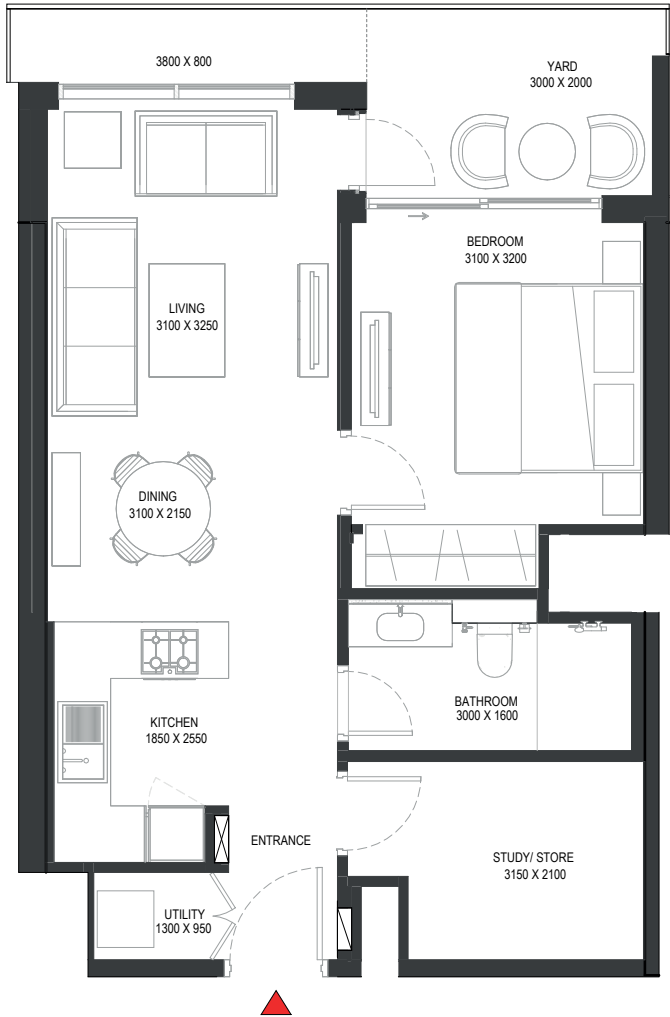 3800 X 800
YARD
3000 X 2000
BEDROOM
3100 X 3200
LIVING
3100 X 3250
DINING
3100 X 2150
KITCHEN
1850 X 2550
BATHROOM
3000 X 1600
ENTRANCE
STUDY/ STORE
3150 X 2100
UTILITY
1300 X 950